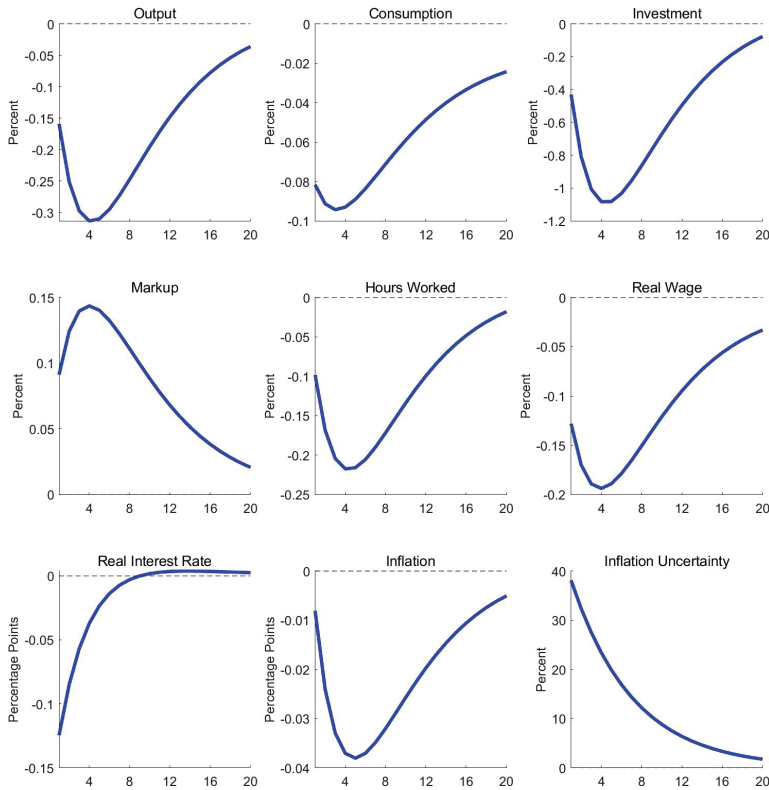 Output
Percent
0
-0.05
-0.1
-0.15
-0.2
-0.25
-0.3
4 8 12 16 20
Consumption
Percent
0
-0.02
-0.04
-0.06
-0.08
-0.1
4 8 12 16 20
Investment
Percent
0
-0.2
-0.4
-0.6
-0.8
-1
-1.2
4 8 12 16 20
Markup
Percent
0.15
0.1
0.05
0
4 8 12 16 20
Hours Worked
Percent
0
-0.05
-0.1
-0.15
-0.2
-0.25
4 8 12 16 20
Real Wage
Percent
0
-0.05
-0.1
-0.15
-0.2
4 8 12 16 20
Real Interest Rate
Percentage Points
0
-0.05
-0.1
-0.15
4 8 12 16 20
Inflation
Percentage Points
0
-0.01
-0.02
-0.03
-0.04
4 8 12 16 20
Inflation Uncertainty
Percent
40
30
20
10
0
4 8 12 16 20